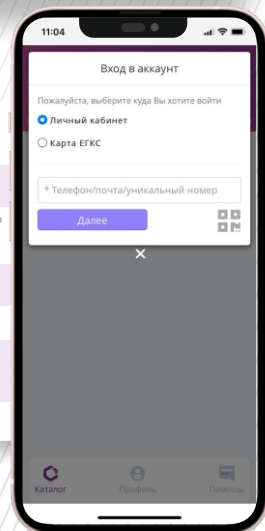 11:04
Вход в аккаунт
Пожалуйста, выберите куда Вы хотите войти
Личный кабинет
Карта ЕГКС
* Телефон/почта/уникальный номер
Далее
Каталог
Профиль
Помощь